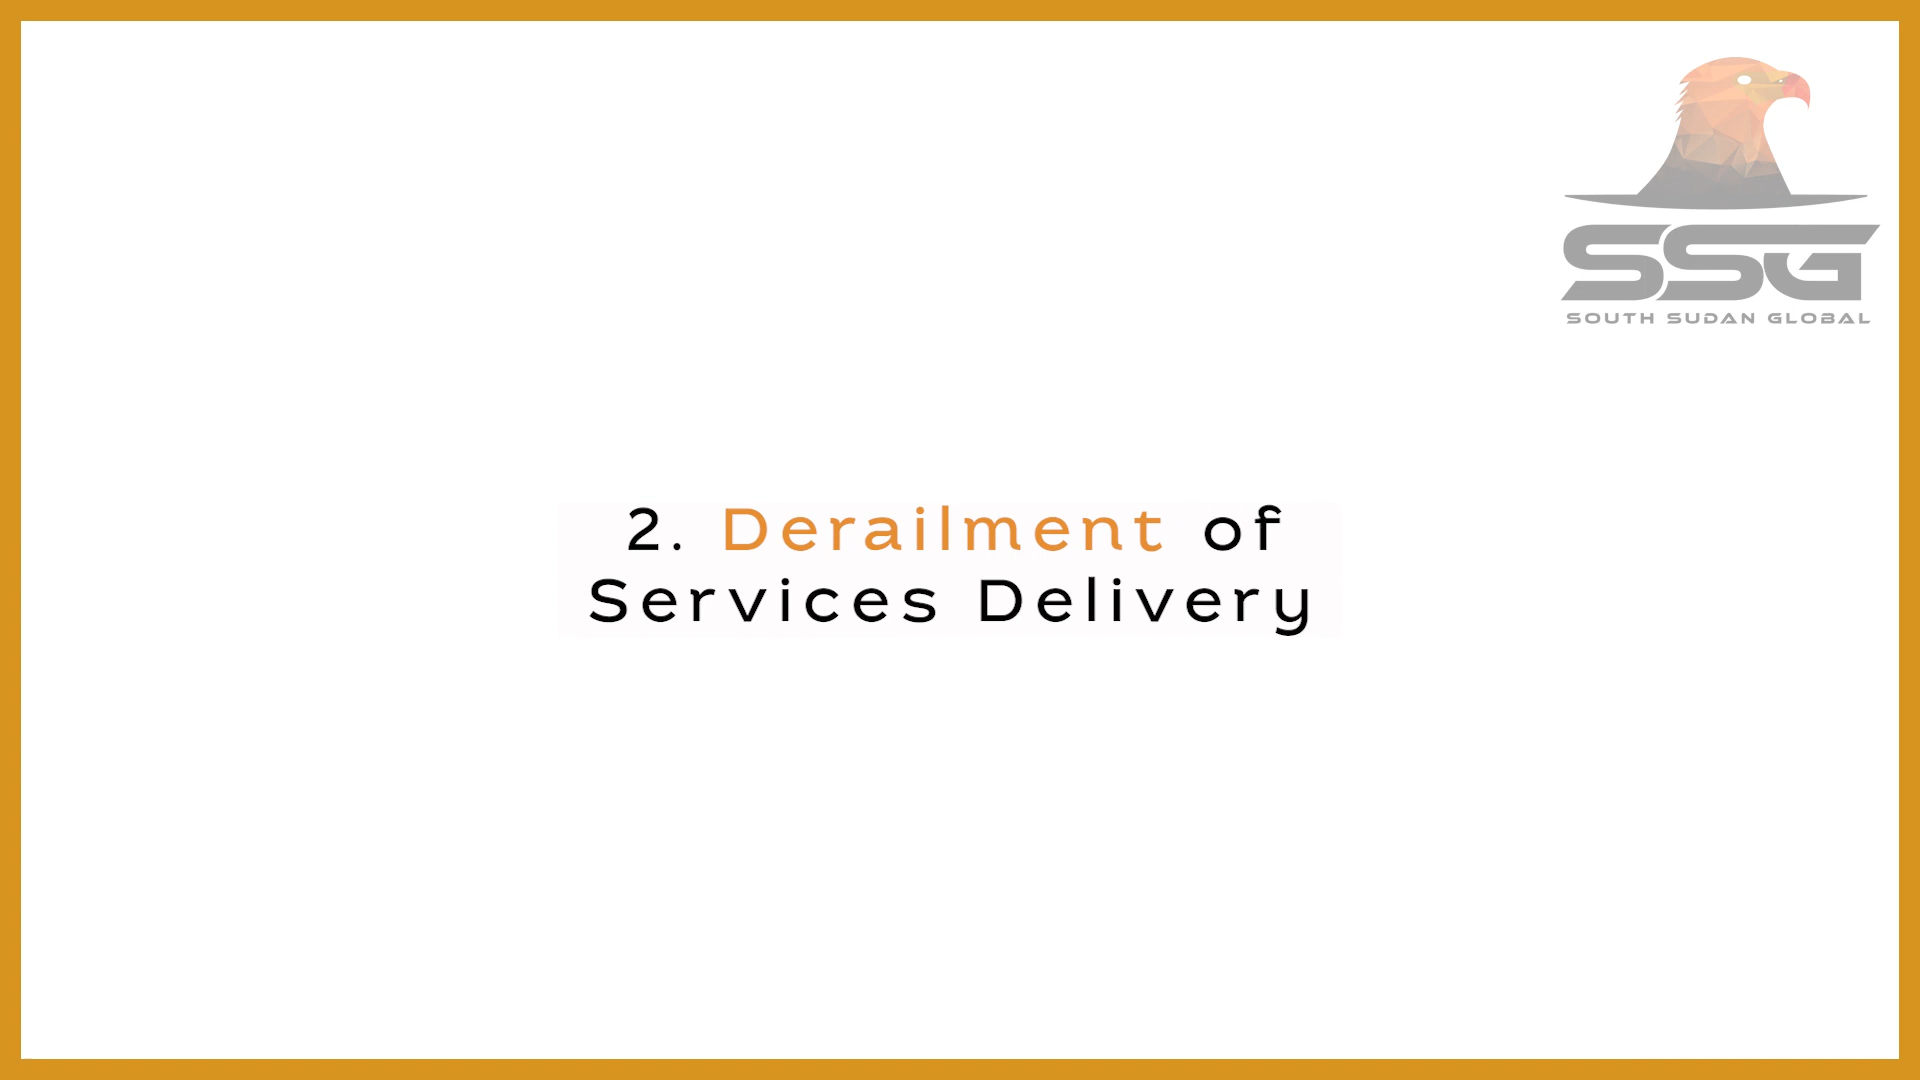 SSG
SOUTH SUDAN GLOBAL
2. Derailment of
Services Delivery